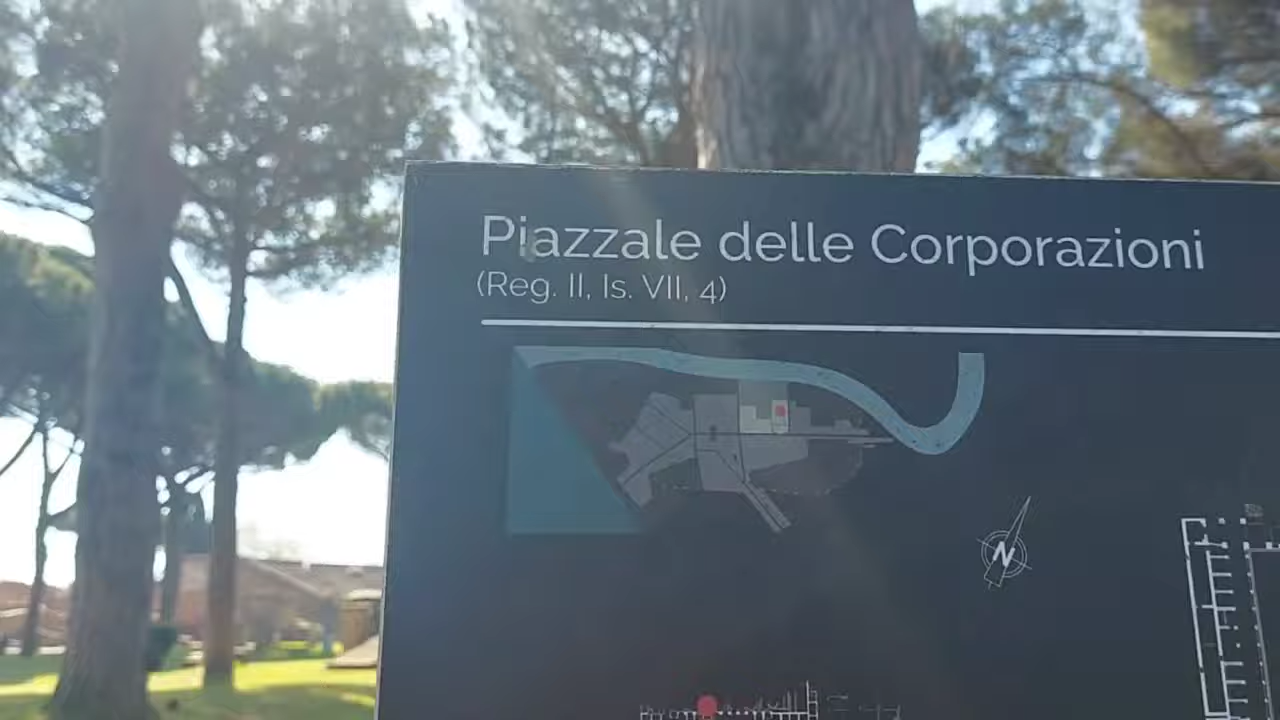 Piazzale delle Corporazioni
(Reg. II, Is. VII, 4)
N